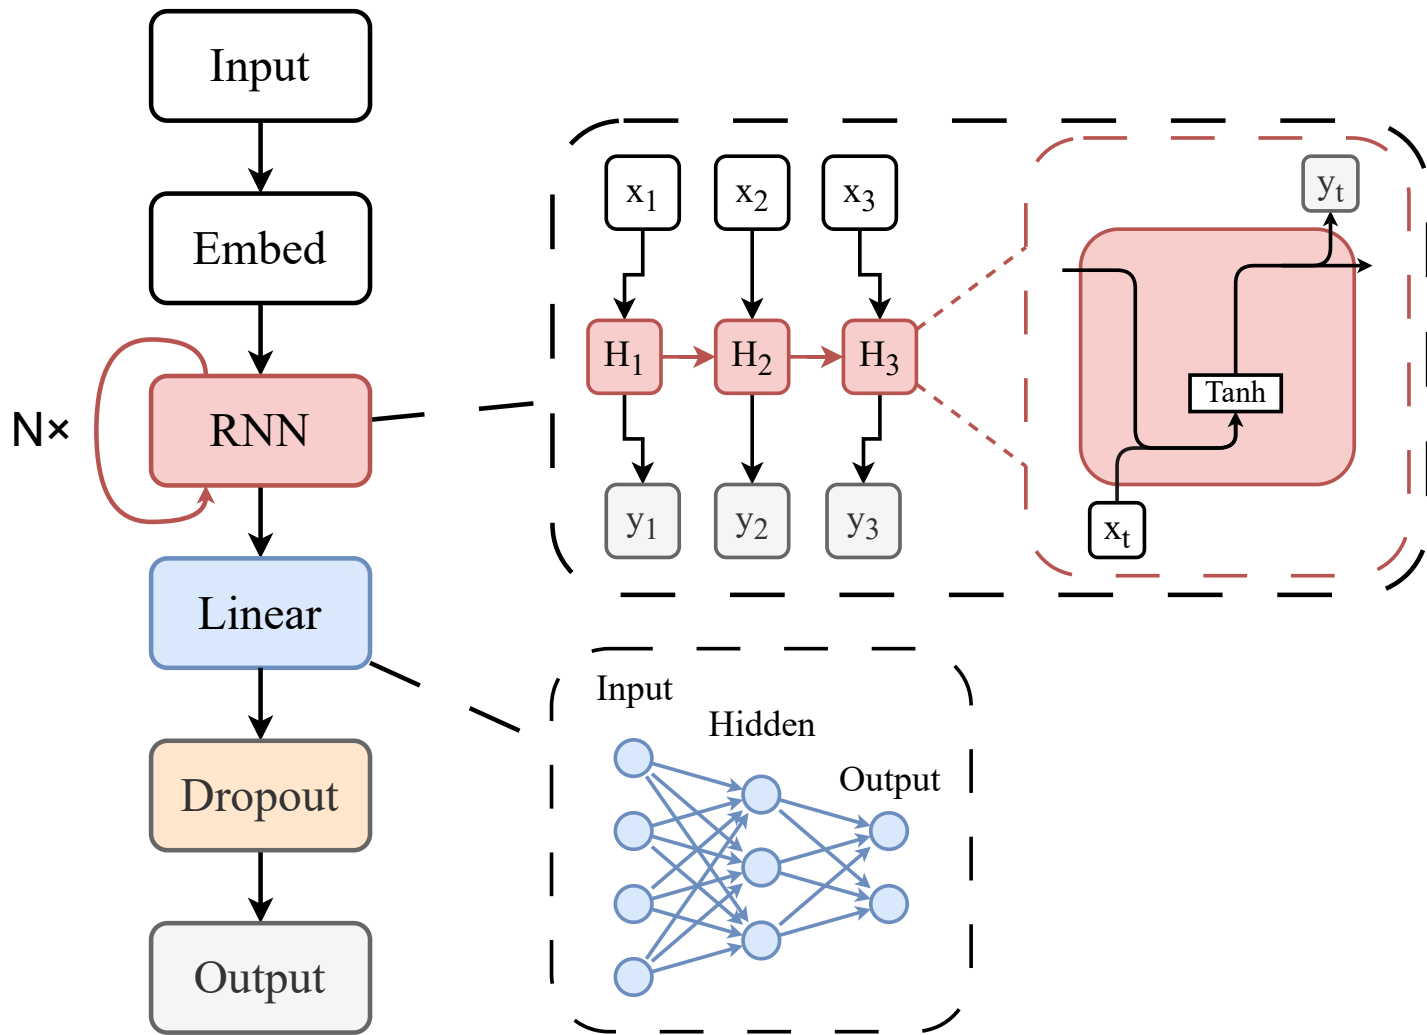 Input
Embed
N×
RNN
Linear
Dropout
Output
x1 x2 x3
H1 H2 H3
y1 y2 y3
yt
Tanh
xt
Input
Hidden
Output